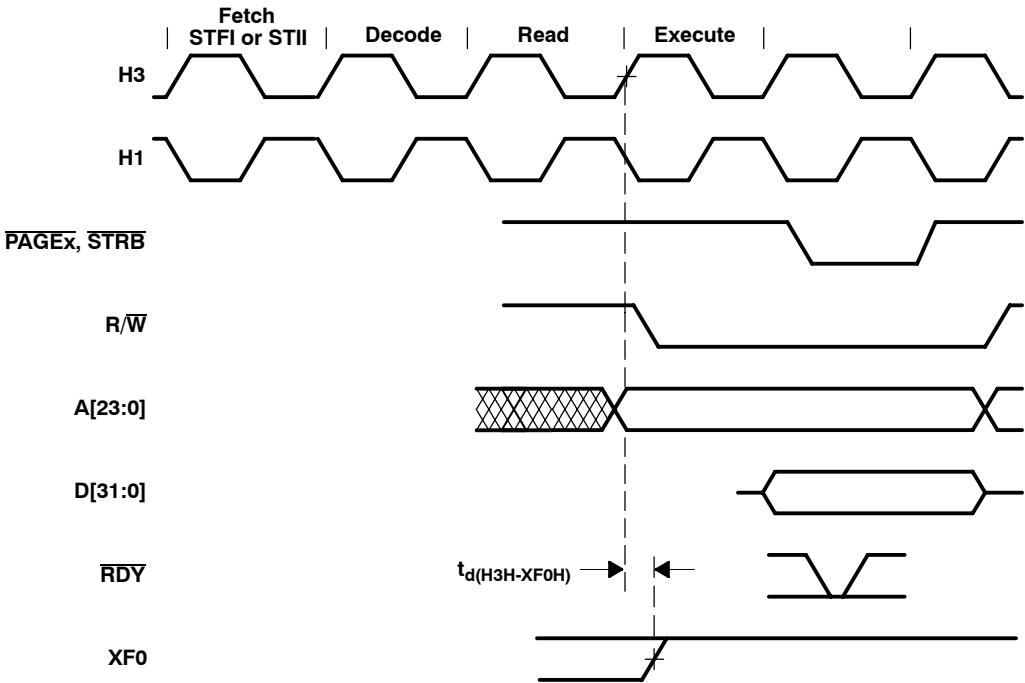 Fetch
STFI or STII
Decode
Read
Execute
H3
H1
PAGEx, STRB
R/W
A[23:0]
D[31:0]
RDY
td(H3H-XF0H)
XF0